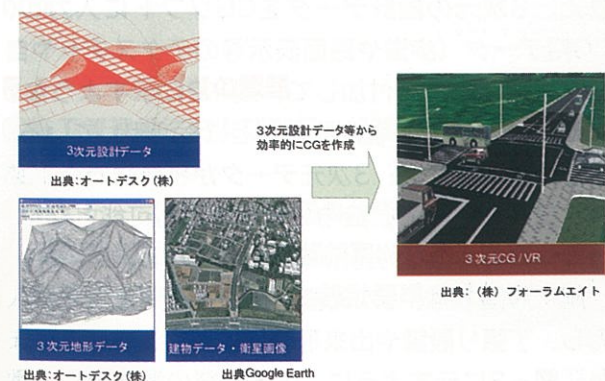 3次元設計データ
出典：オートデスク（株）
3次元設計データ等から
効率的にCGを作成
3次元CG / VR
出典：（株）フォーラムエイト
3次元地形データ
建物データ・衛星画像
出典：オートデスク（株）
出典Google Earth